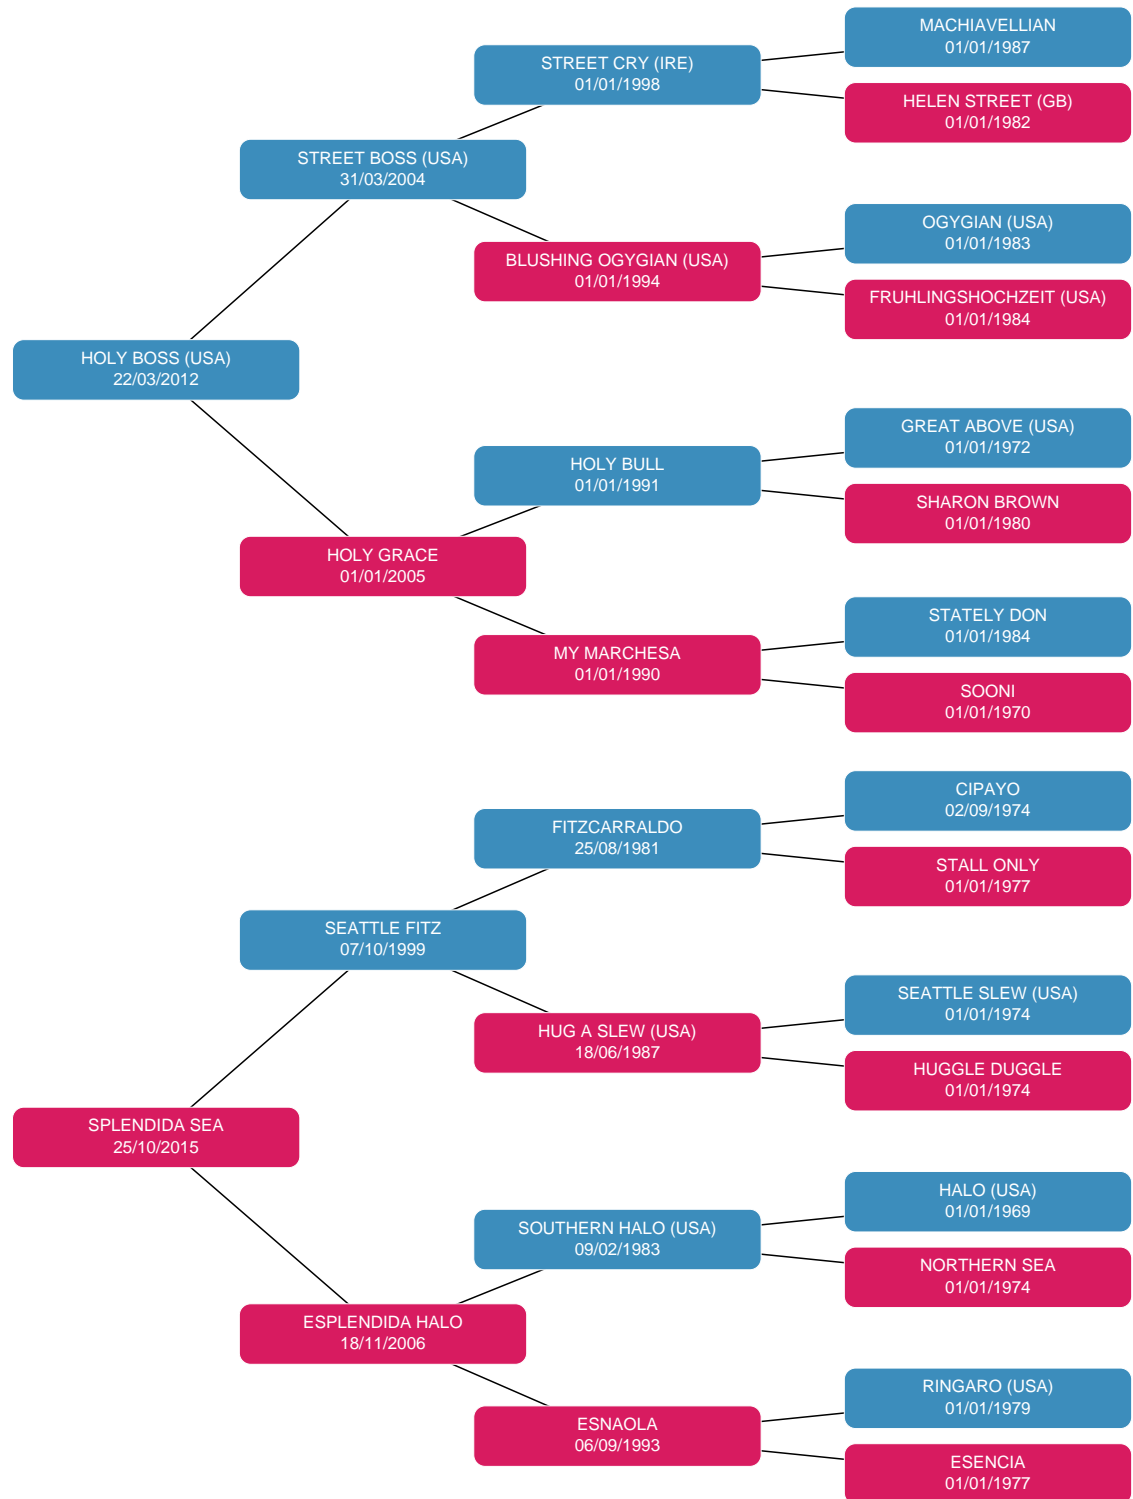 MACHIAVELLIAN
01/01/1987
STREET CRY (IRE)
01/01/1998
HELEN STREET (GB)
01/01/1982
STREET BOSS (USA)
31/03/2004
OGYGIAN (USA)
01/01/1983
BLUSHING OGYGIAN (USA)
01/01/1994
FRUHLINGSHOCHZEIT (USA)
01/01/1984
HOLY BOSS (USA)
22/03/2012
GREAT ABOVE (USA)
01/01/1972
HOLY BULL
01/01/1991
SHARON BROWN
01/01/1980
HOLY GRACE
01/01/2005
STATELY DON
01/01/1984
MY MARCHESA
01/01/1990
SOONI
01/01/1970
CIPAYO
02/09/1974
FITZCARRALDO
25/08/1981
STALL ONLY
01/01/1977
SEATTLE FITZ
07/10/1999
SEATTLE SLEW (USA)
01/01/1974
HUG A SLEW (USA)
18/06/1987
HUGGLE DUGGLE
01/01/1974
SPLENDIDA SEA
25/10/2015
HALO (USA)
01/01/1969
SOUTHERN HALO (USA)
09/02/1983
NORTHERN SEA
01/01/1974
ESPLENDIDA HALO
18/11/2006
RINGARO (USA)
01/01/1979
ESNAOLA
06/09/1993
ESENCIA
01/01/1977